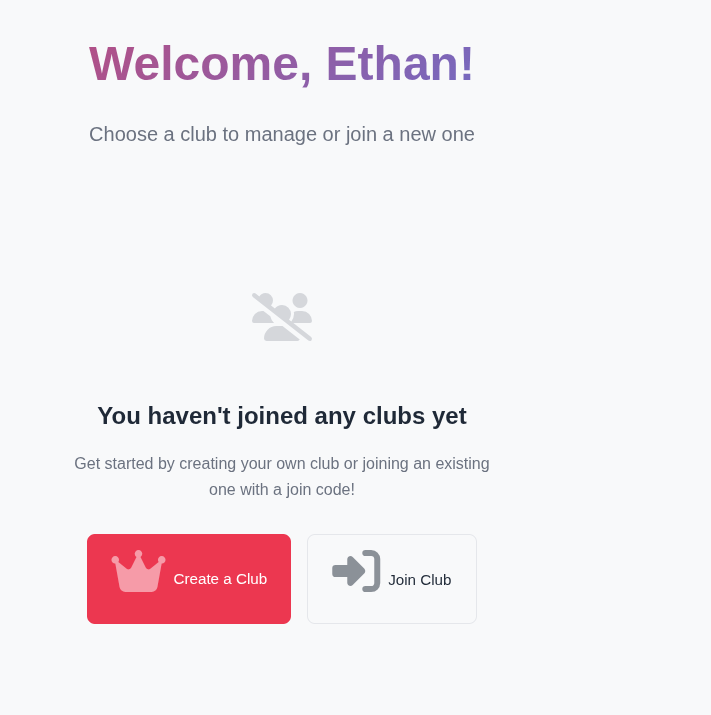 Welcome, Ethan!
Choose a club to manage or join a new one
You haven't joined any clubs yet
Get started by creating your own club or joining an existing
one with a join code!
Create a Club
Join Club